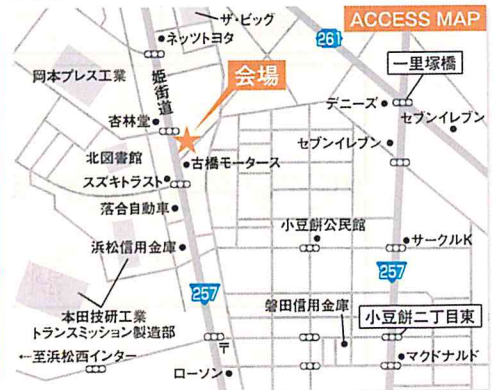 ザ・ビッグ
ACCESS MAP
ネッツトヨタ
261
一里塚橋
岡本プレス工業
姫街道
会場
デニーズ
セブンイレブン
杏林堂
セブンイレブン
北図書館
古橋モータース
スズキトラスト
落合自動車
小豆餅公民館
浜松信用金庫
サークルK
257
257
磐田信用金庫
小豆餅二丁目東
本田技研工業
トランスミッション製造部
〒
←至浜松西インター
マクドナルド
ローソン